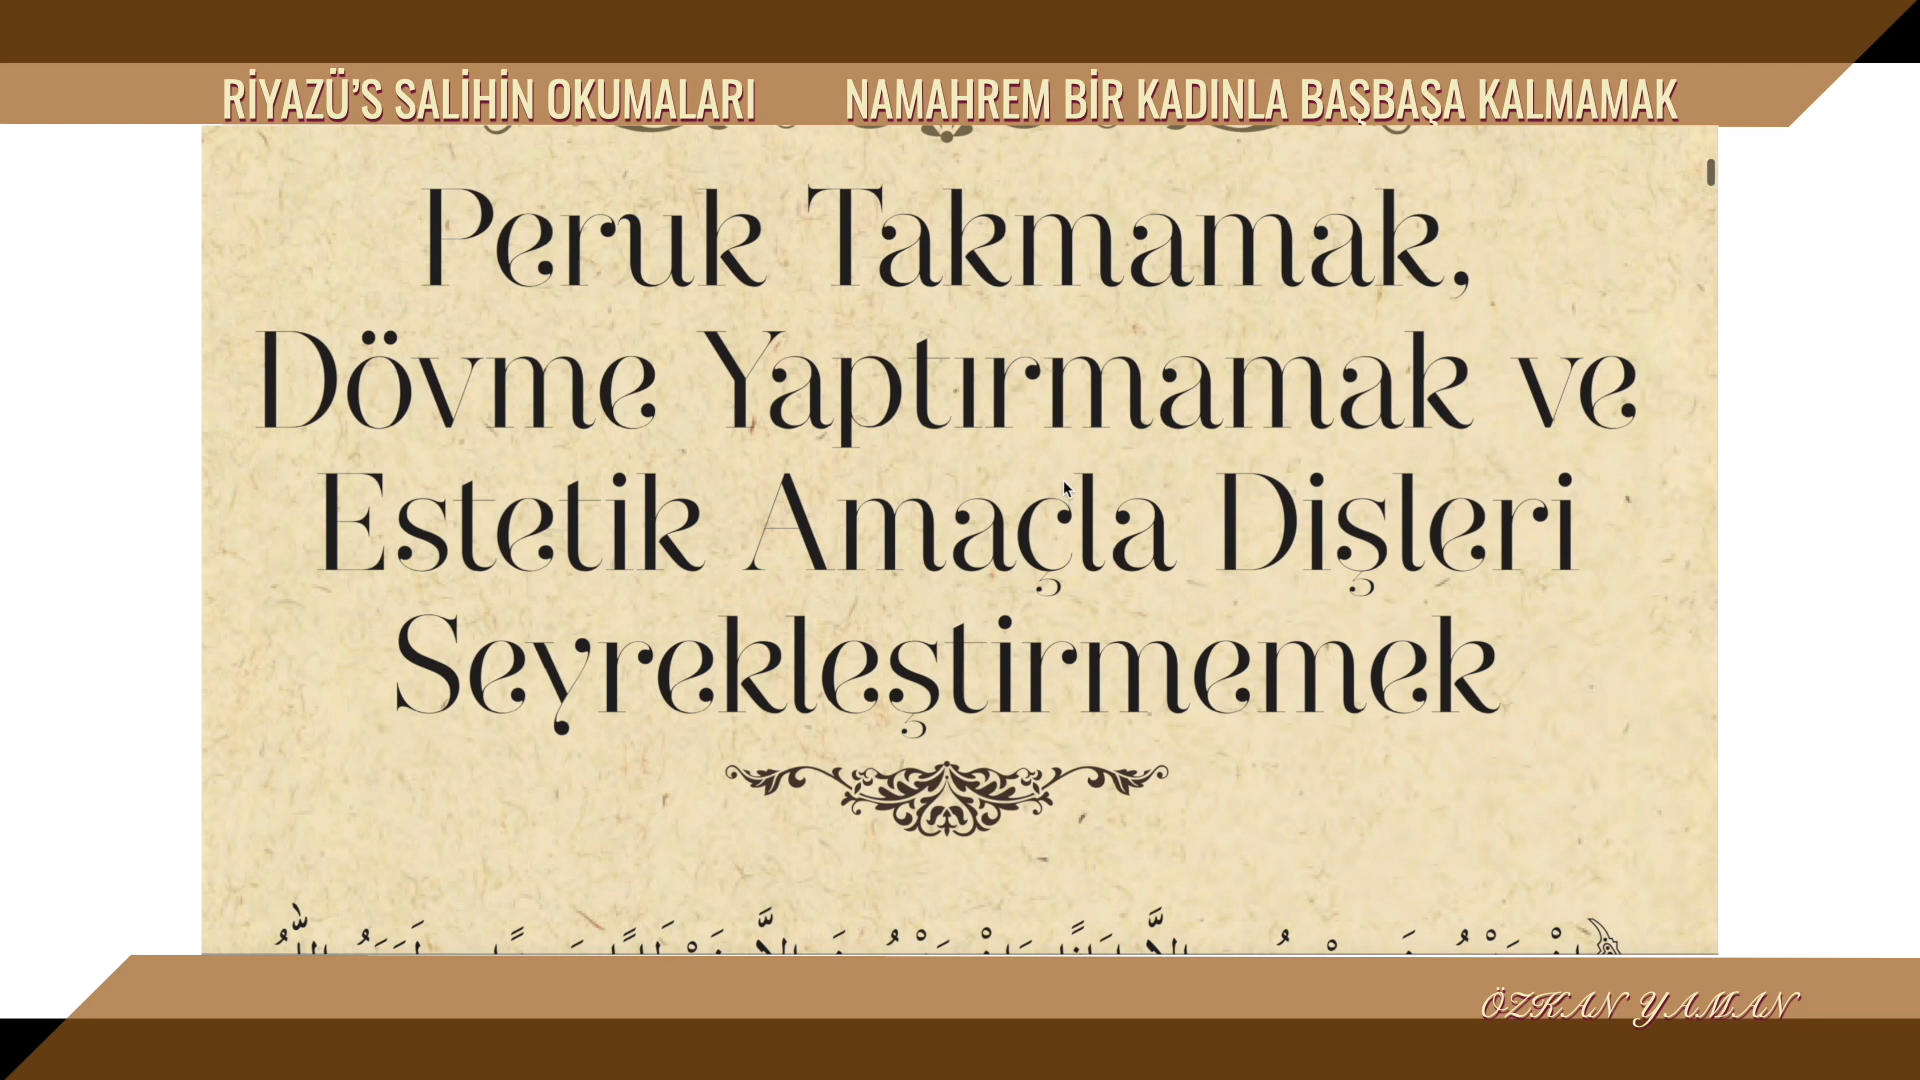 RİYAZÜ'S SALİHİN OKUMALARI NAMAHREM BİR KADINLA BAŞBAŞA KALMAMAK
Peruk Takmamak,
Dövme Yaptırmamak ve
Estetik Amaçla Dişleri
Seyrekleştirmemek
ÖZKAN YAMAN